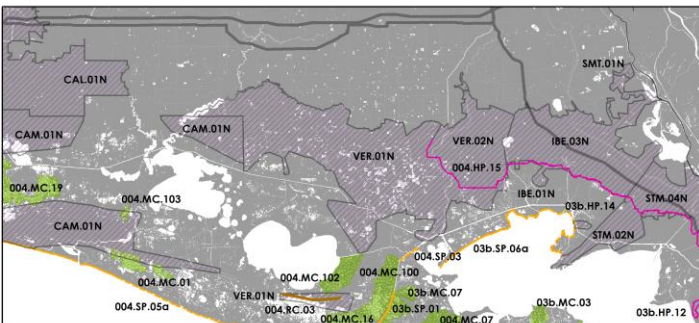 SMT.01N
CAL.01N
CAM.01N
CAM.01N
VER.02N
IBE.03N
VER.01N
004.HP.15
004.MC.19
IBE.01N
STM.04N
004.MC.103
03b.HP.14
CAM.01N
STM.02N
03b.SP.06a
004.SP.03
004.MC.102
004.MC.100
004.MC.01
03b.MC.07
VER.01N
004.SP.05a
004.RC.03
03b.SP.01
03b.MC.03
03b.HP.12
004.MC.16
004.MC.07